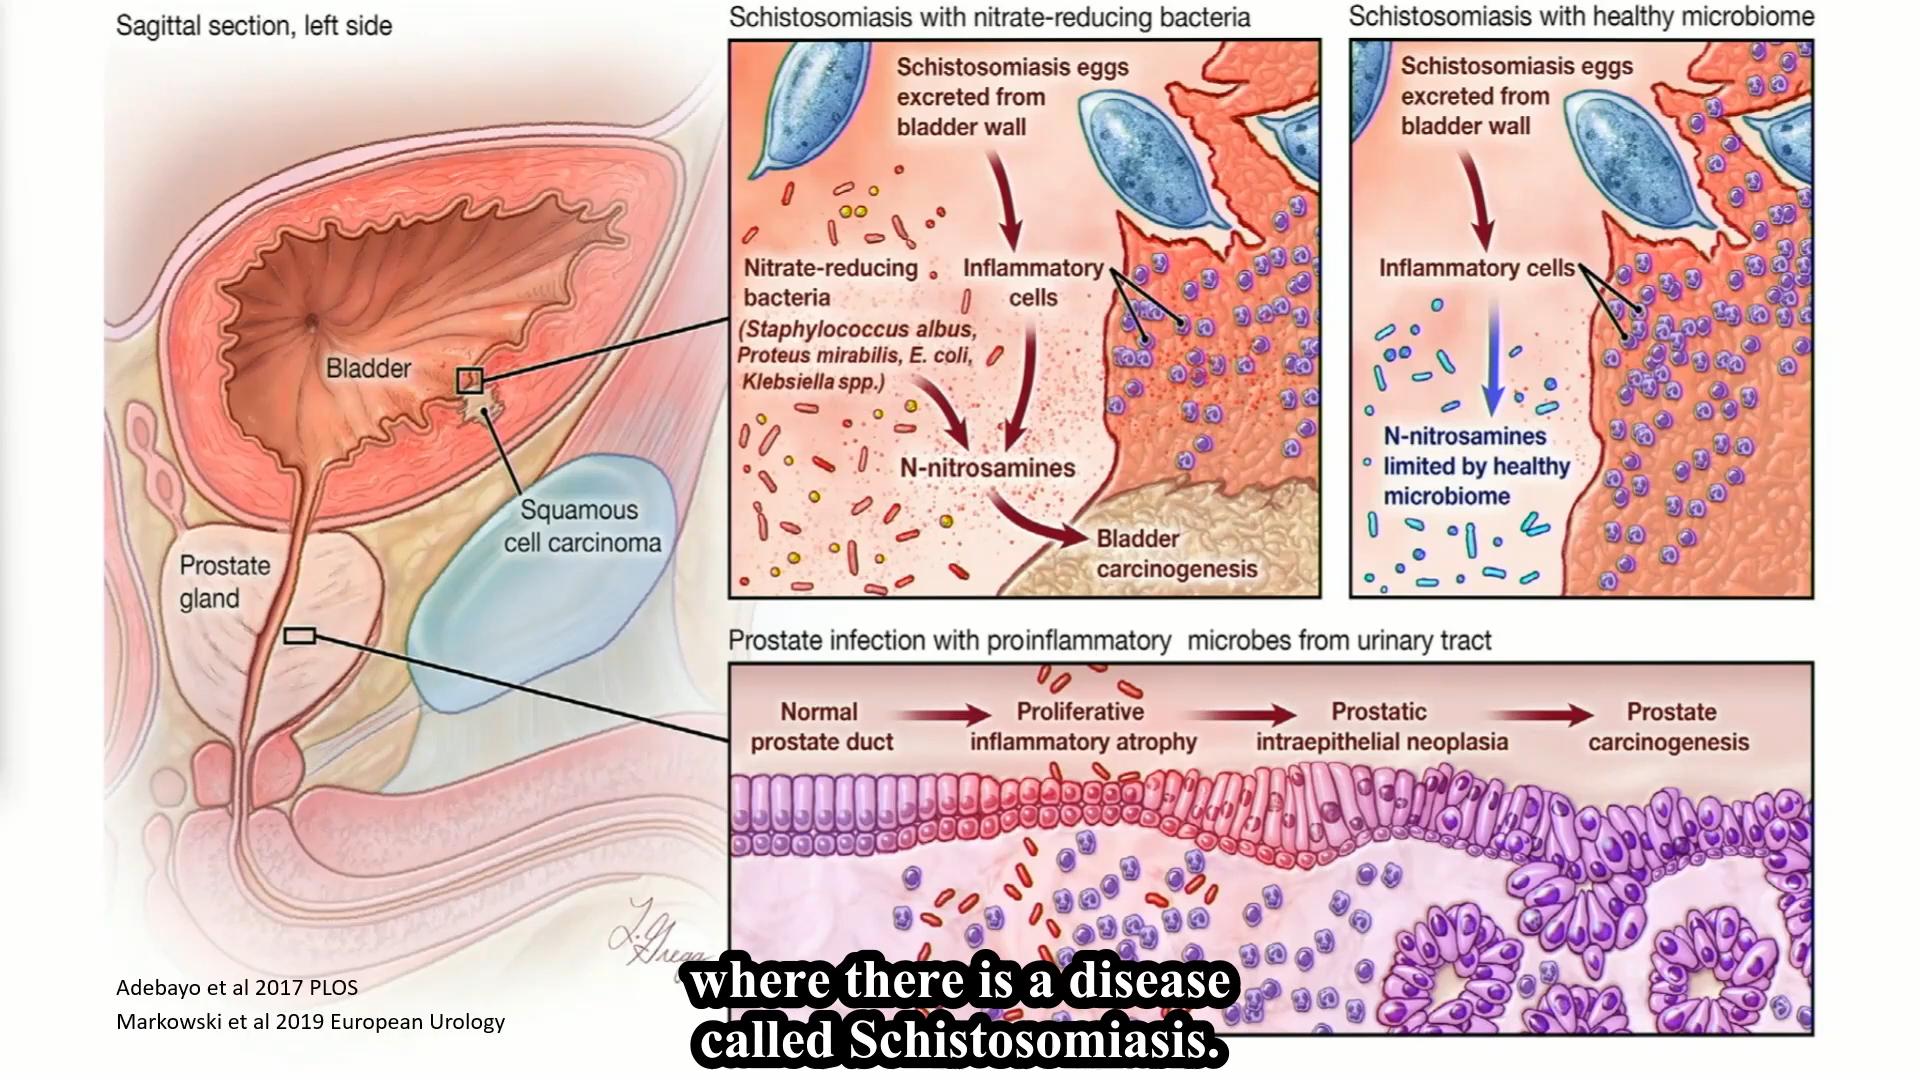 Sagittal section, left side
Bladder
Squamous
cell carcinoma
Prostate
gland
Schistosomiasis with nitrate-reducing bacteria
Schistosomiasis eggs
excreted from
bladder wall
Nitrate-reducing
bacteria
(Staphylococcus albus,
Proteus mirabilis, E. coli,
Klebsiella spp.)
Inflammatory
cells
N-nitrosamines
Bladder
carcinogenesis
Schistosomiasis with healthy microbiome
Schistosomiasis eggs
excreted from
bladder wall
Inflammatory cells
N-nitrosamines
limited by healthy
microbiome
Prostate infection with proinflammatory microbes from urinary tract
Normal
prostate duct
Proliferative
inflammatory atrophy
Prostatic
intraepithelial neoplasia
Prostate
carcinogenesis
Adebayo et al 2017 PLOS
Markowski et al 2019 European Urology
where there is a disease
called Schistosomiasis.